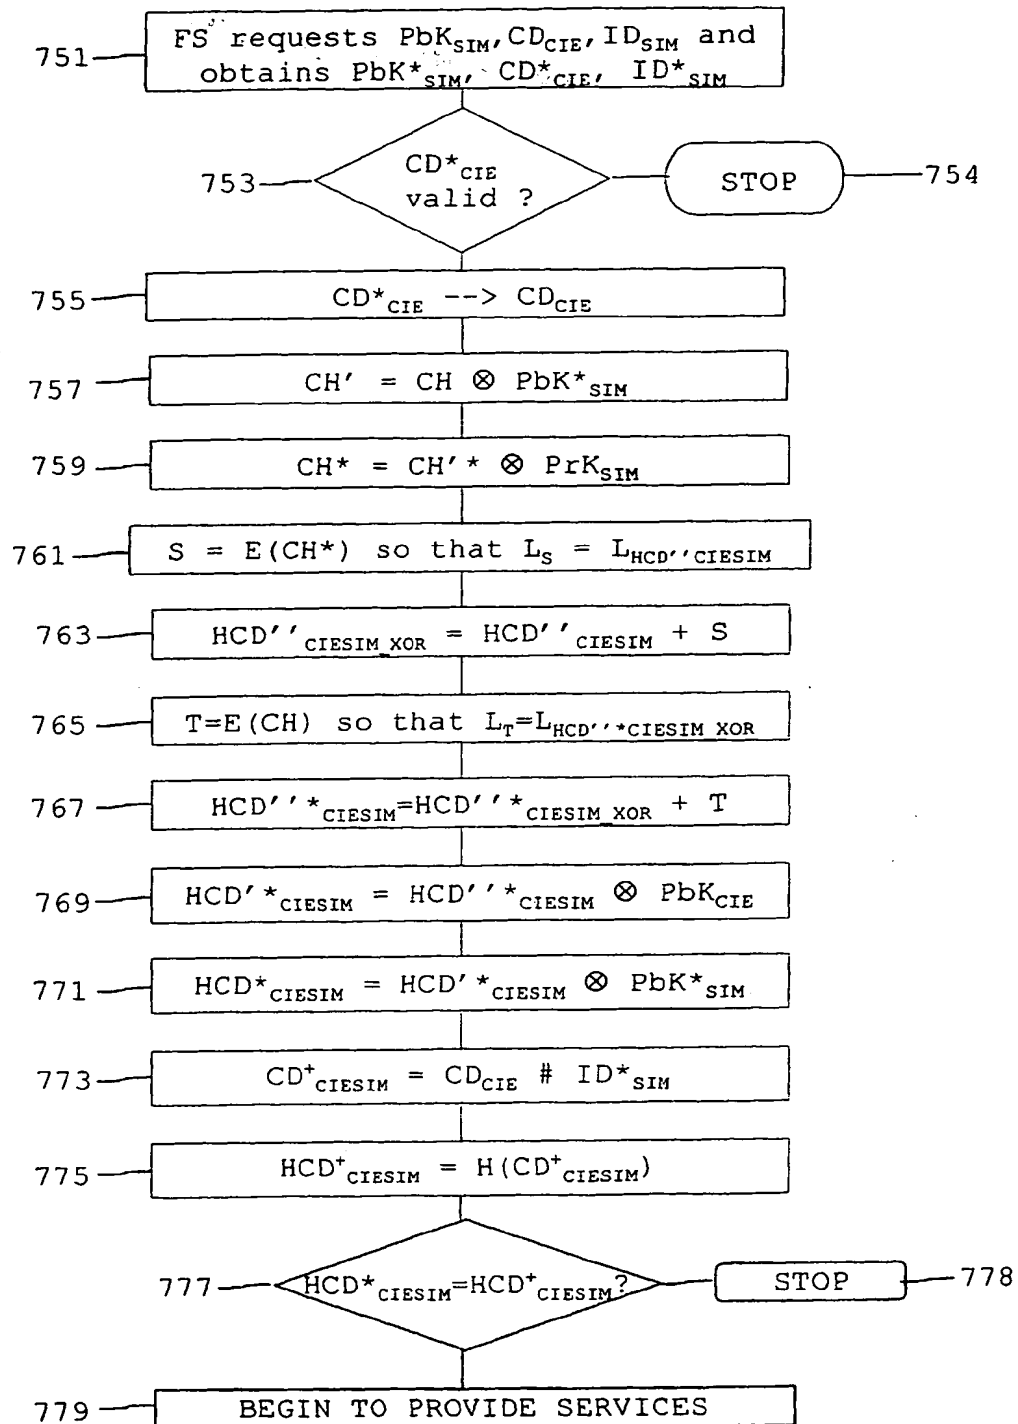 751 FS requests PbK_SIM, CD_CIE, ID_SIM and
obtains PbK*_SIM, CD*_CIE, ID*_SIM
753 CD*_CIE
valid ?
STOP 754
755 CD*_CIE --> CD_CIE
757 CH' = CH ⊗ PbK*_SIM
759 CH* = CH'* ⊗ PrK_SIM
761 S = E(CH*) so that L_S = L_HCD''CIESIM
763 HCD''_CIESIM_XOR = HCD''_CIESIM + S
765 T=E(CH) so that L_T=L_HCD''*CIESIM_XOR
767 HCD''*_CIESIM=HCD''*_CIESIM_XOR + T
769 HCD'*_CIESIM = HCD''*_CIESIM ⊗ PbK_CIE
771 HCD*_CIESIM = HCD'*_CIESIM ⊗ PbK*_SIM
773 CD⁺_CIESIM = CD_CIE # ID*_SIM
775 HCD⁺_CIESIM = H(CD⁺_CIESIM)
777 HCD*_CIESIM=HCD⁺_CIESIM? STOP 778
779 BEGIN TO PROVIDE SERVICES